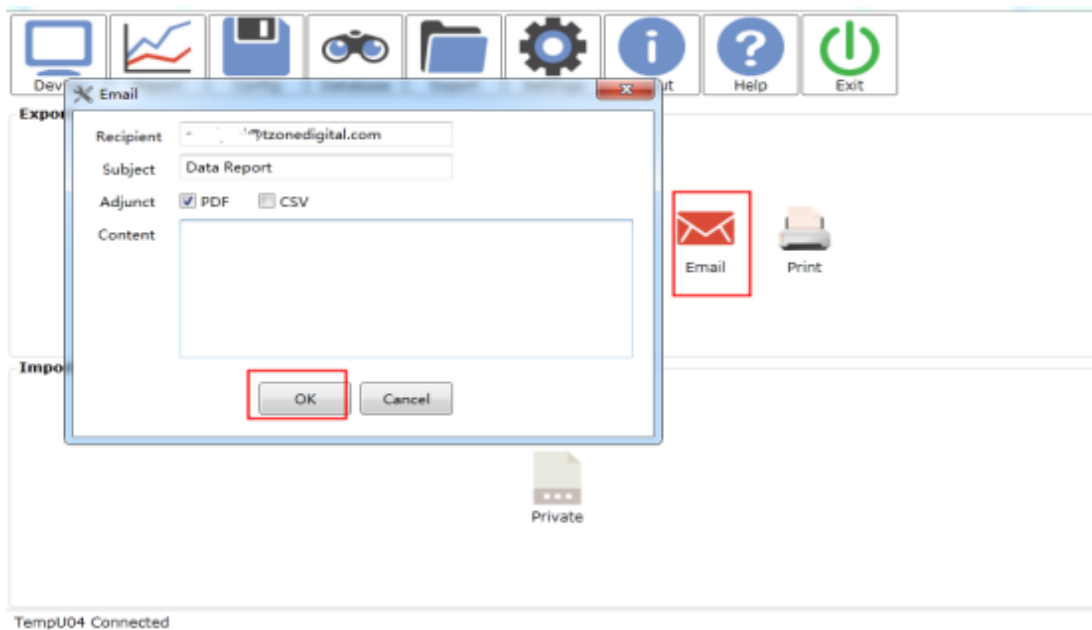 Dev
ut
Help
Exit
Email
Expor
Recipient
tzonedigital.com
Subject
Data Report
Adjunct
PDF
CSV
Content
Email
Print
Impo
OK
Cancel
Private
TempU04 Connected